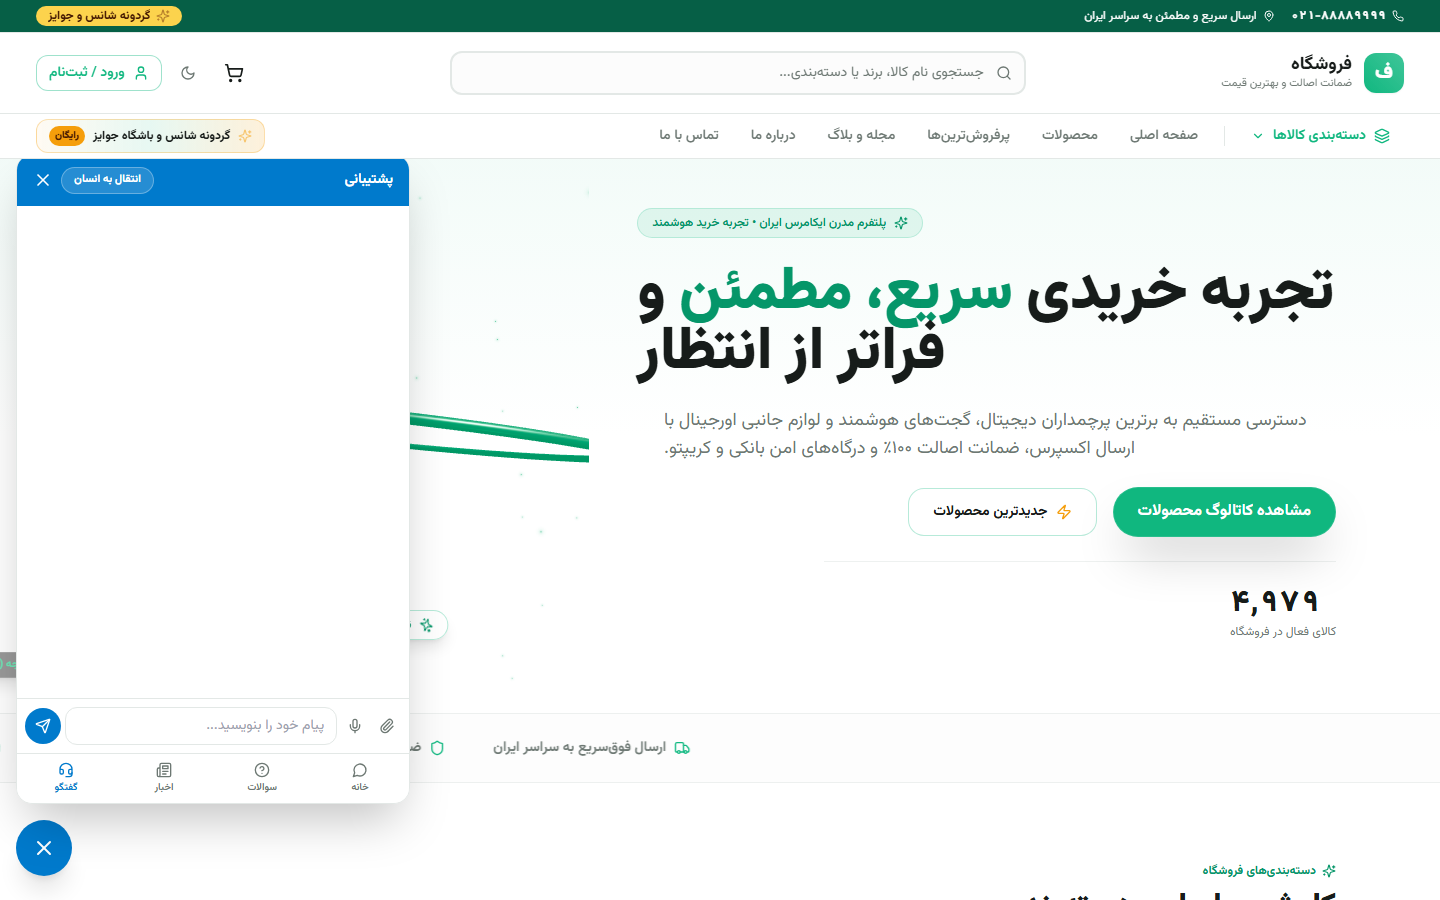 ۰۲۱-۸۸۸۸۹۹۹۹
ارسال سریع و مطمئن به سراسر ایران
گردونه شانس و جوایز
ف
فروشگاه
ضمانت اصالت و بهترین قیمت
جستجوی نام کالا، برند یا دسته‌بندی...
ورود / ثبت‌نام
دسته‌بندی کالاها
صفحه اصلی
محصولات
پرفروش‌ترین‌ها
مجله و بلاگ
درباره ما
تماس با ما
گردونه شانس و باشگاه جوایز
رایگان
پلتفرم مدرن ایکامرس ایران • تجربه خرید هوشمند
تجربه خریدی سریع، مطمئن و
فراتر از انتظار
دسترسی مستقیم به برترین پرچمداران دیجیتال، گجت‌های هوشمند و لوازم جانبی اورجینال با
ارسال اکسپرس، ضمانت اصالت ۱۰۰٪ و درگاه‌های امن بانکی و کریپتو.
مشاهده کاتالوگ محصولات
جدیدترین محصولات
۴,۹۷۹
کالای فعال در فروشگاه
پشتیبانی
انتقال به انسان
پیام خود را بنویسید...
خانه
سوالات
اخبار
گفتگو
ارسال فوق‌سریع به سراسر ایران
دسته‌بندی‌های فروشگاه